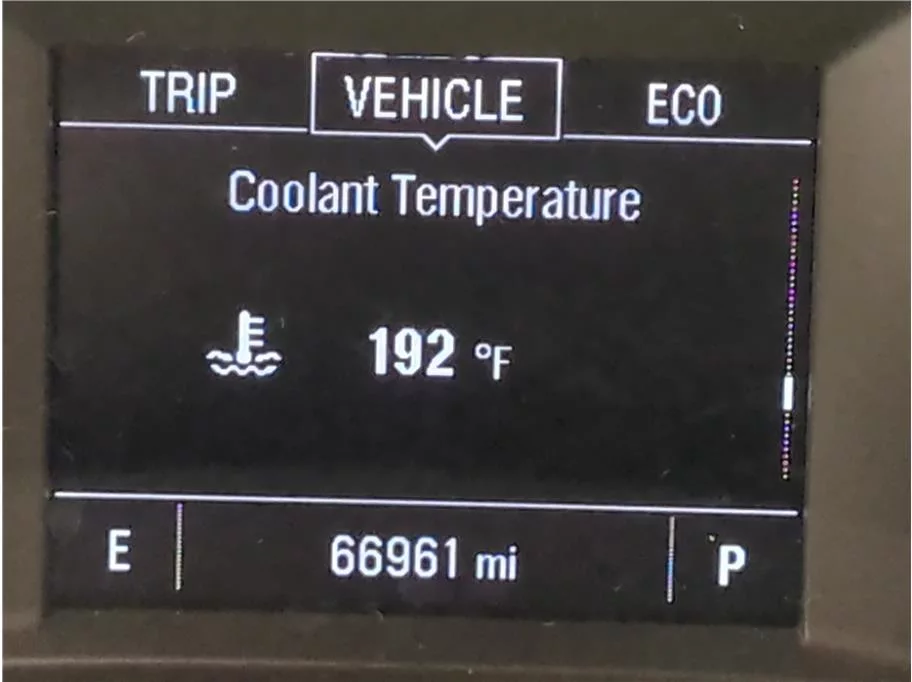 TRIP VEHICLE ECO
Coolant Temperature
192 °F
E 66961 mi P